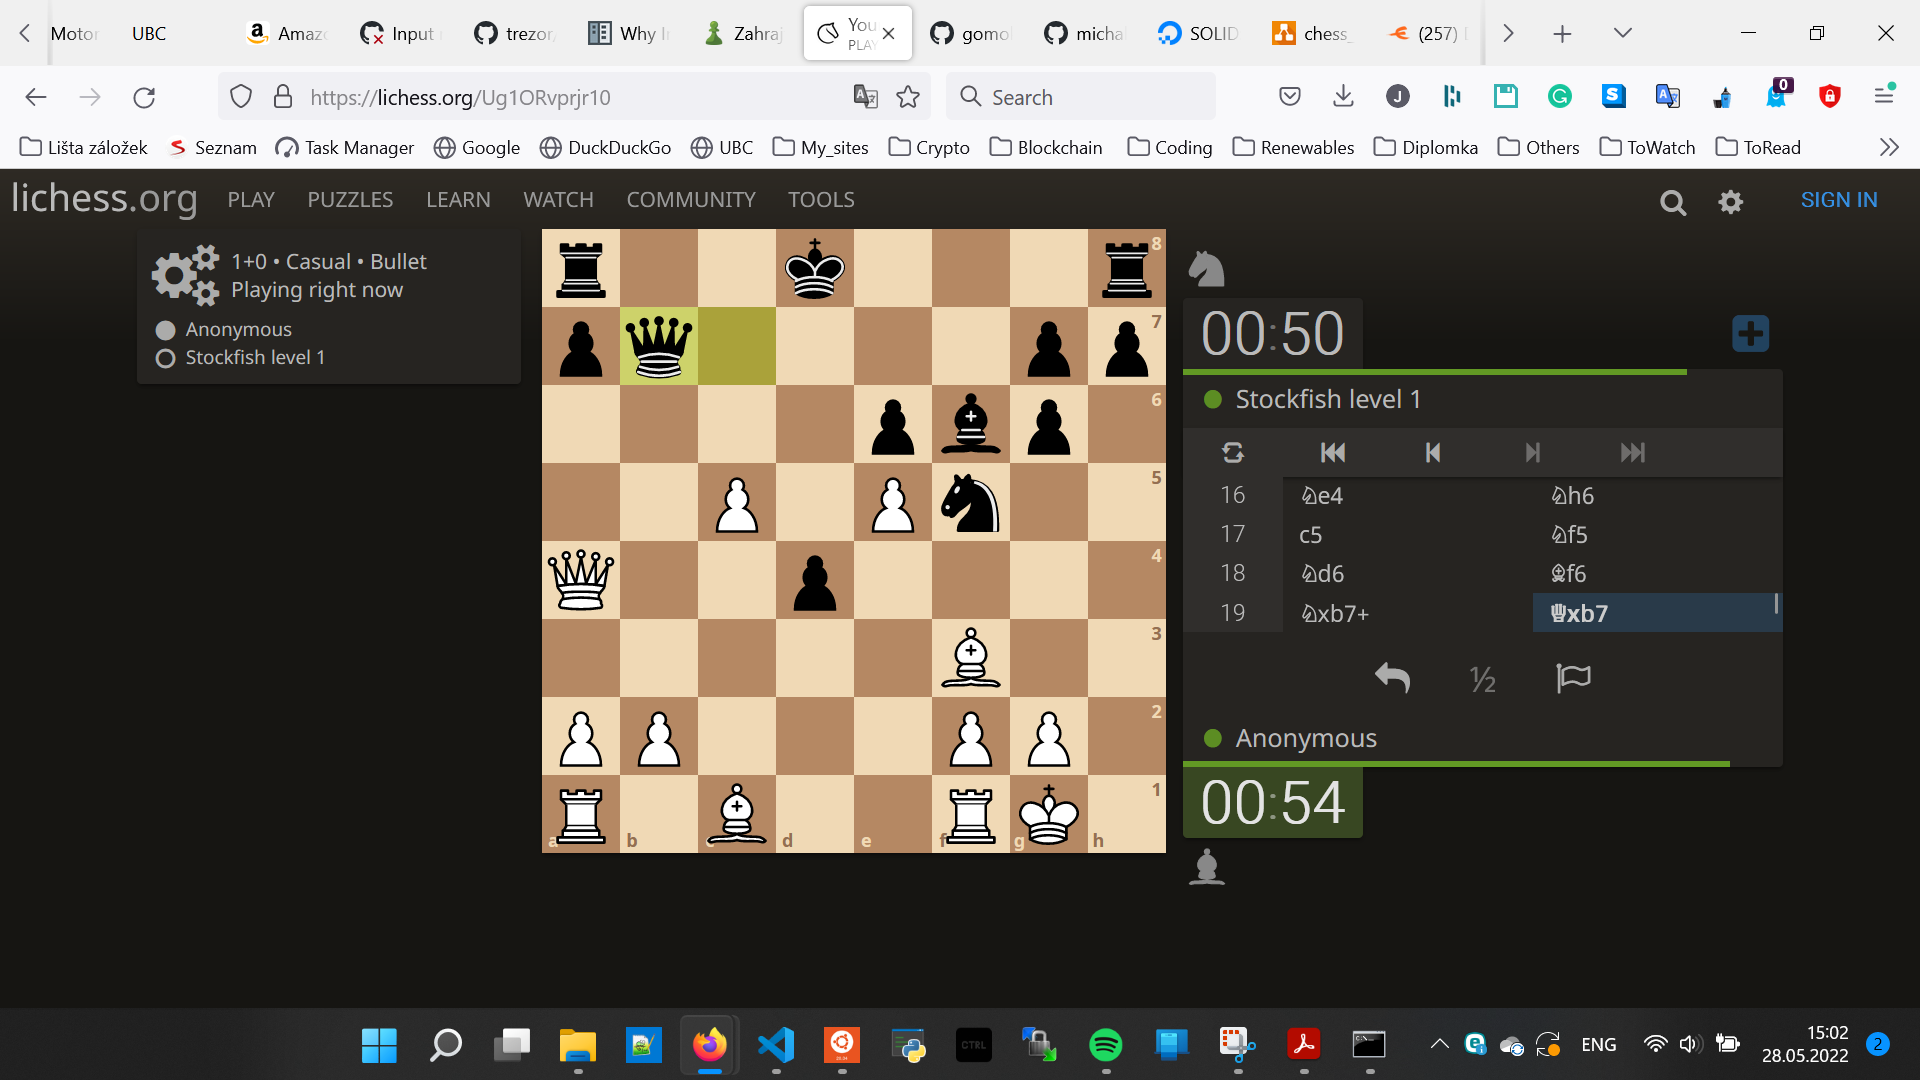 Motor
UBC
Amaz
Input
trezor
Why I
Zahraj
You
PLAY
gomo
micha
SOLID
chess_
(257)
https://lichess.org/Ug1ORvprjr10
Search
0
Lišta záložek
Seznam
Task Manager
Google
DuckDuckGo
UBC
My_sites
Crypto
Blockchain
Coding
Renewables
Diplomka
Others
ToWatch
ToRead
lichess.org
PLAY
PUZZLES
LEARN
WATCH
COMMUNITY
TOOLS
SIGN IN
1+0 • Casual • Bullet
Playing right now
Anonymous
Stockfish level 1
8
7
6
5
4
3
2
1
a
b
c
d
e
f
g
h
00:50
Stockfish level 1
16 ♘e4 ♘h6
17 c5 ♘f5
18 ♘d6 ♗f6
19 ♘xb7+ ♕xb7
½
Anonymous
00:54
CTRL
ENG
15:02
28.05.2022
2